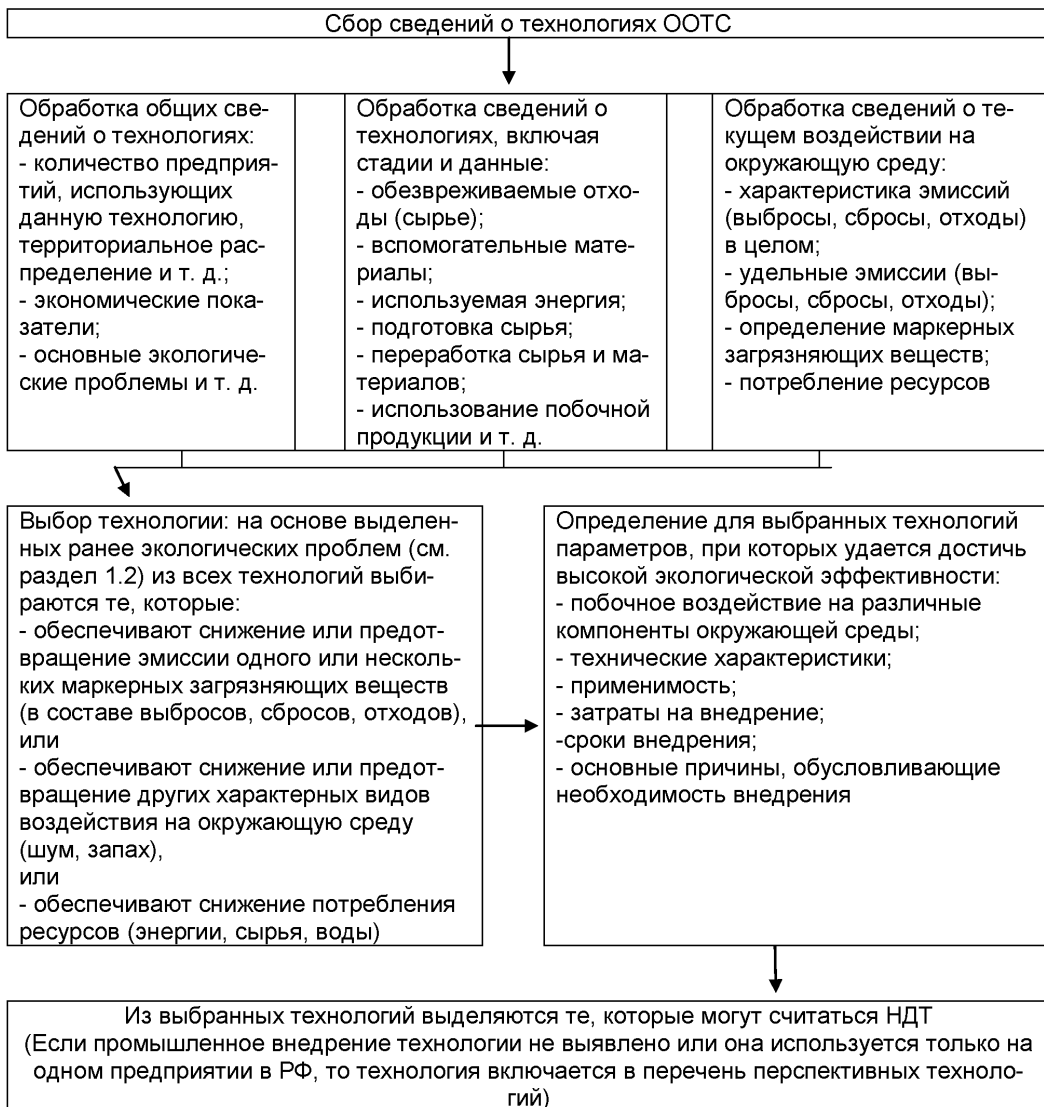 Сбор сведений о технологиях ООТС
Обработка общих све-
дений о технологиях:
- количество предприя-
тий, использующих
данную технологию,
территориальное рас-
пределение и т. д.;
- экономические пока-
затели;
- основные экологиче-
ские проблемы и т. д.
Обработка сведений о
технологиях, включая
стадии и данные:
- обезвреживаемые отхо-
ды (сырье);
- вспомогательные мате-
риалы;
- используемая энергия;
- подготовка сырья;
- переработка сырья и ма-
териалов;
- использование побочной
продукции и т. д.
Обработка сведений о те-
кущем воздействии на
окружающую среду:
- характеристика эмиссий
(выбросы, сбросы, отходы)
в целом;
- удельные эмиссии (вы-
бросы, сбросы, отходы);
- определение маркерных
загрязняющих веществ;
- потребление ресурсов
Выбор технологии: на основе выделен-
ных ранее экологических проблем (см.
раздел 1.2) из всех технологий выби-
раются те, которые:
- обеспечивают снижение или предот-
вращение эмиссии одного или несколь-
ких маркерных загрязняющих веществ
(в составе выбросов, сбросов, отходов),
или
- обеспечивают снижение или предот-
вращение других характерных видов
воздействия на окружающую среду
(шум, запах),
или
- обеспечивают снижение потребления
ресурсов (энергии, сырья, воды)
Определение для выбранных технологий
параметров, при которых удается достичь
высокой экологической эффективности:
- побочное воздействие на различные
компоненты окружающей среды;
- технические характеристики;
- применимость;
- затраты на внедрение;
-сроки внедрения;
- основные причины, обусловливающие
необходимость внедрения
Из выбранных технологий выделяются те, которые могут считаться НДТ
(Если промышленное внедрение технологии не выявлено или она используется только на
одном предприятии в РФ, то технология включается в перечень перспективных техноло-
гий)